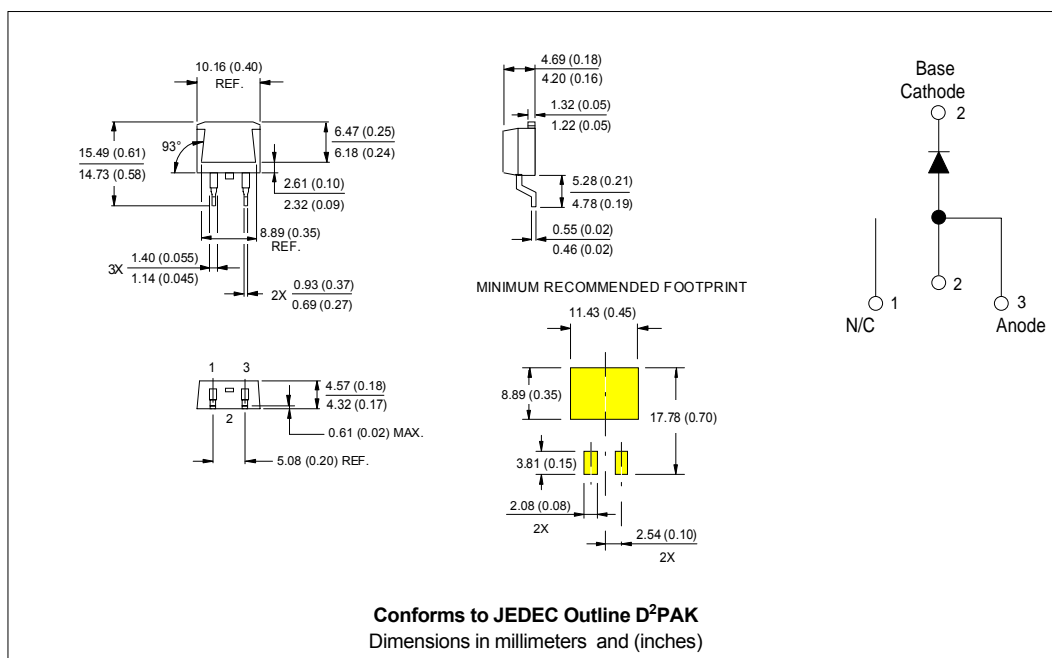 10.16 (0.40)
REF.
15.49 (0.61)
14.73 (0.58)
93°
6.47 (0.25)
6.18 (0.24)
2.61 (0.10)
2.32 (0.09)
8.89 (0.35)
REF.
3X
1.40 (0.055)
1.14 (0.045)
2X
0.93 (0.37)
0.69 (0.27)
4.69 (0.18)
4.20 (0.16)
1.32 (0.05)
1.22 (0.05)
5.28 (0.21)
4.78 (0.19)
0.55 (0.02)
0.46 (0.02)
Base
Cathode
2
2
1
N/C
3
Anode
1 3
2
4.57 (0.18)
4.32 (0.17)
0.61 (0.02) MAX.
5.08 (0.20) REF.
MINIMUM RECOMMENDED FOOTPRINT
11.43 (0.45)
8.89 (0.35)
17.78 (0.70)
3.81 (0.15)
2.08 (0.08)
2X
2.54 (0.10)
2X
Conforms to JEDEC Outline D²PAK
Dimensions in millimeters and (inches)